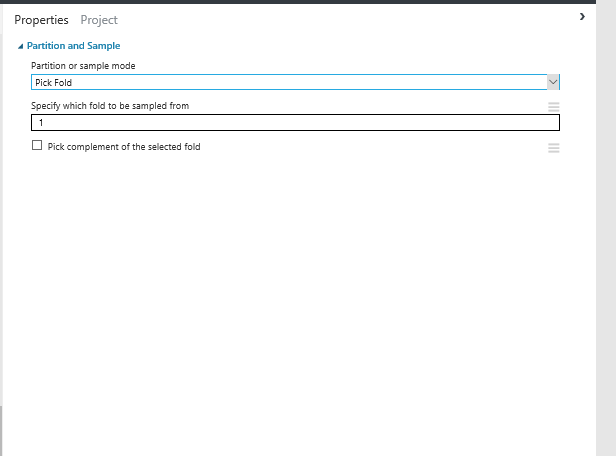 Properties Project
Partition and Sample
Partition or sample mode
Pick Fold
Specify which fold to be sampled from
1
Pick complement of the selected fold